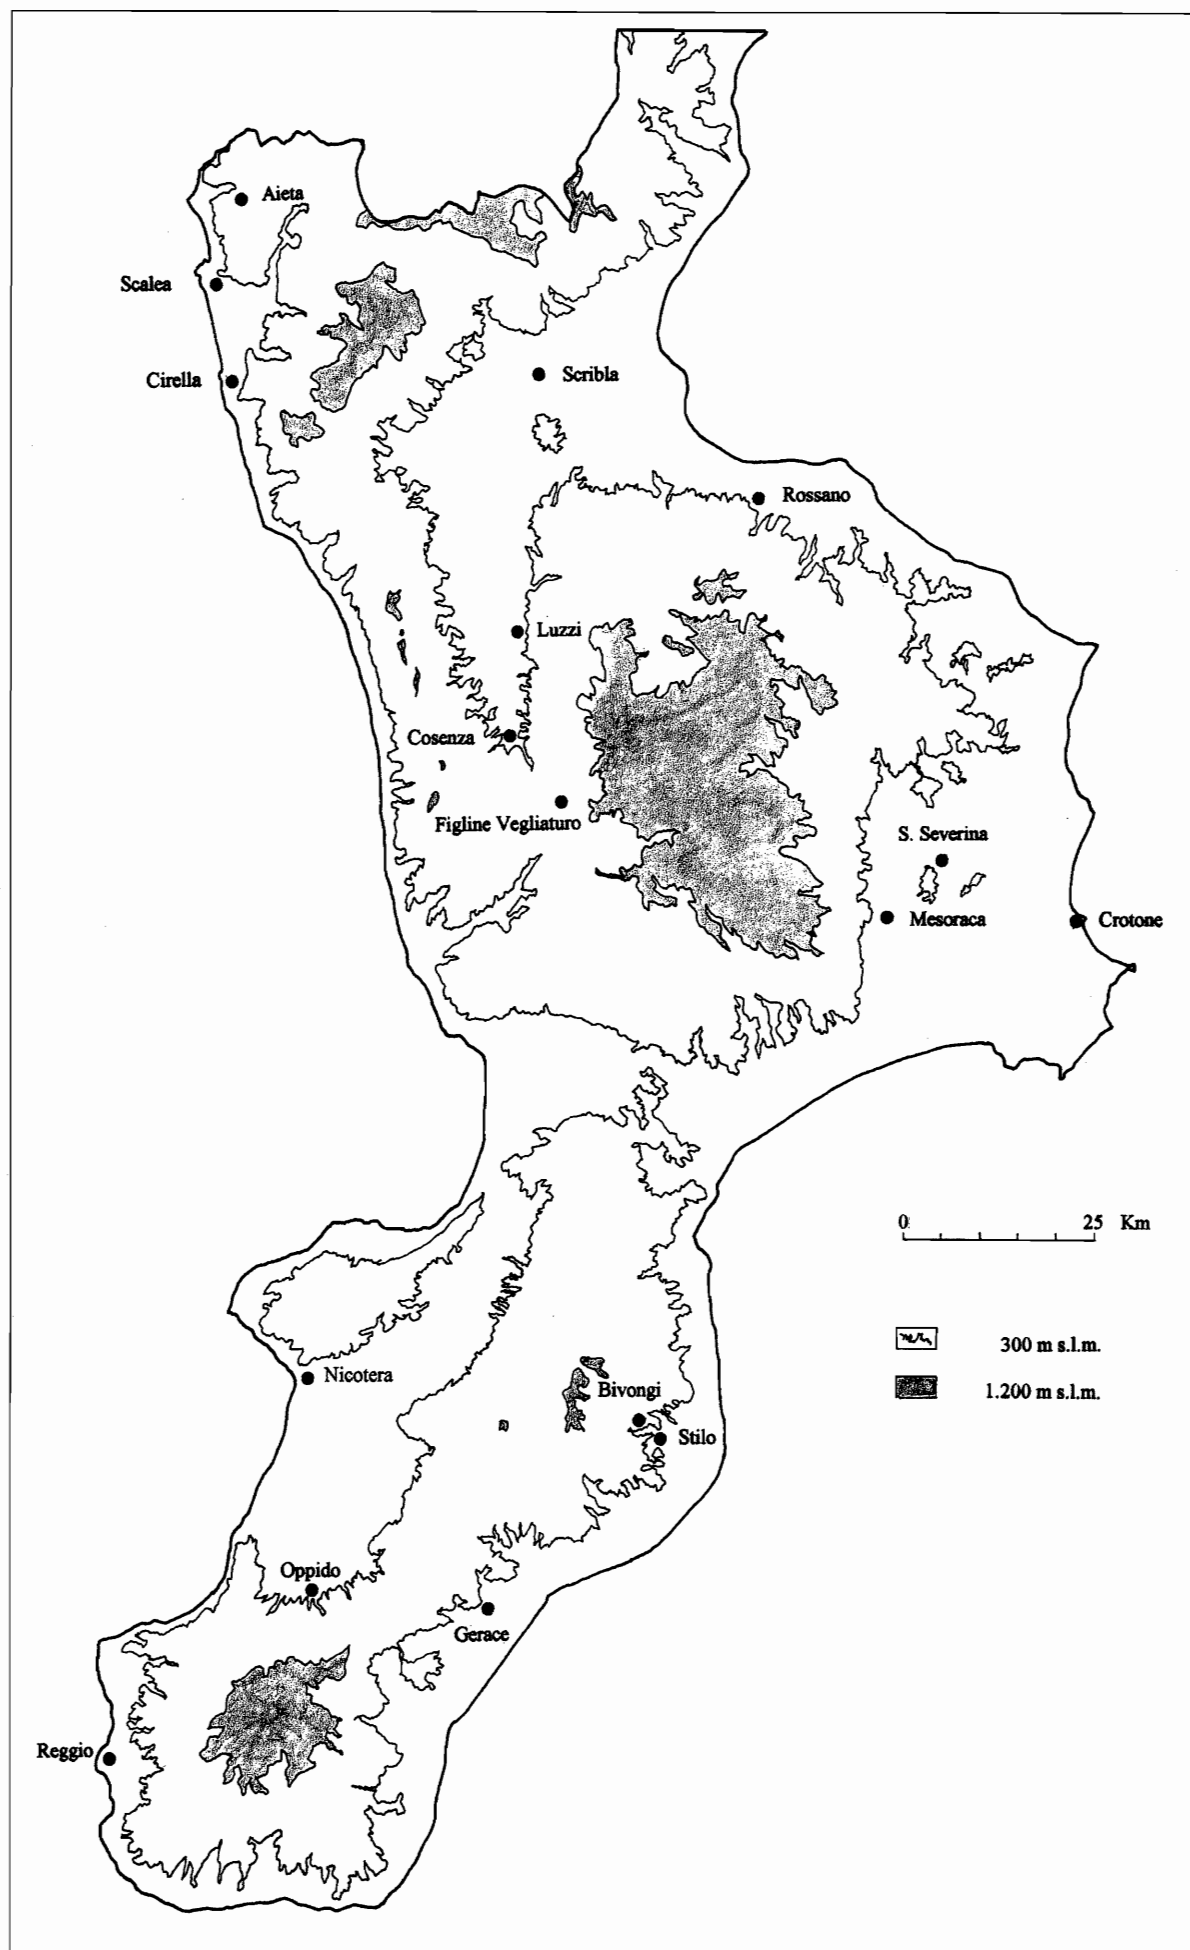 Aieta
Scalea
Cirella
Scribla
Rossano
Luzzi
Cosenza
Figline Vegliaturo
S. Severina
Mesoraca
Crotone
0 25 Km
300 m s.l.m.
1.200 m s.l.m.
Nicotera
Bivongi
Stilo
Oppido
Gerace
Reggio